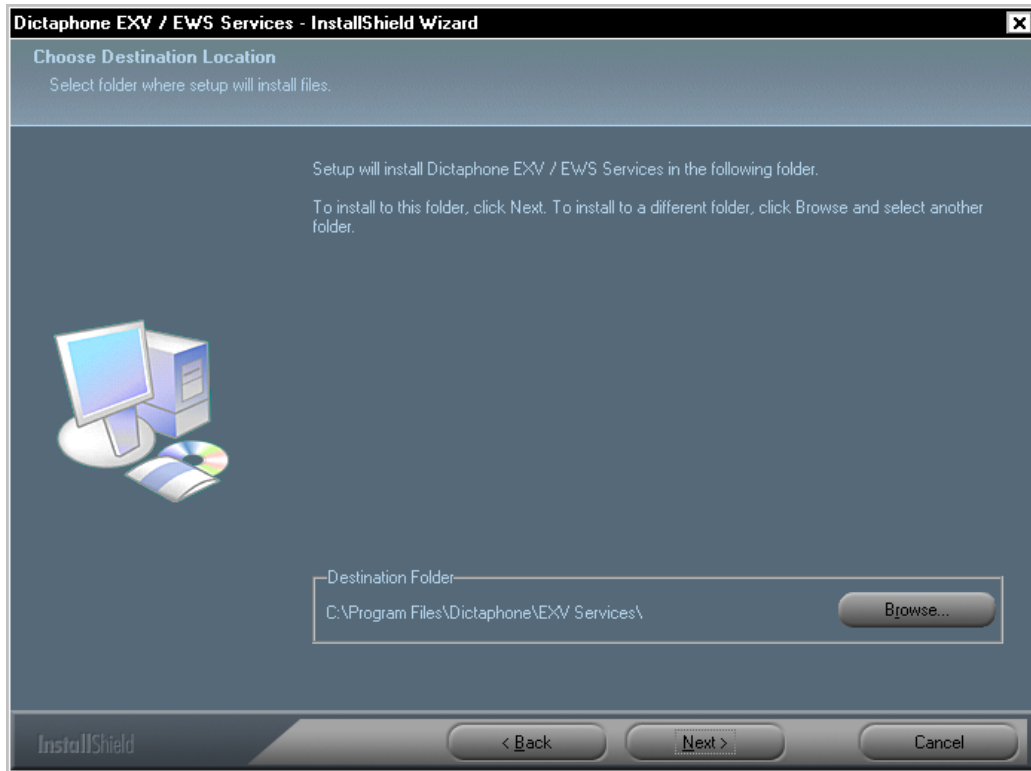 Dictaphone EXV / EWS Services - InstallShield Wizard
Choose Destination Location
Select folder where setup will install files.
Setup will install Dictaphone EXV / EWS Services in the following folder.
To install to this folder, click Next. To install to a different folder, click Browse and select another
folder.
Destination Folder
C:\Program Files\Dictaphone\EXV Services\
Browse...
InstallShield
< Back
Next >
Cancel